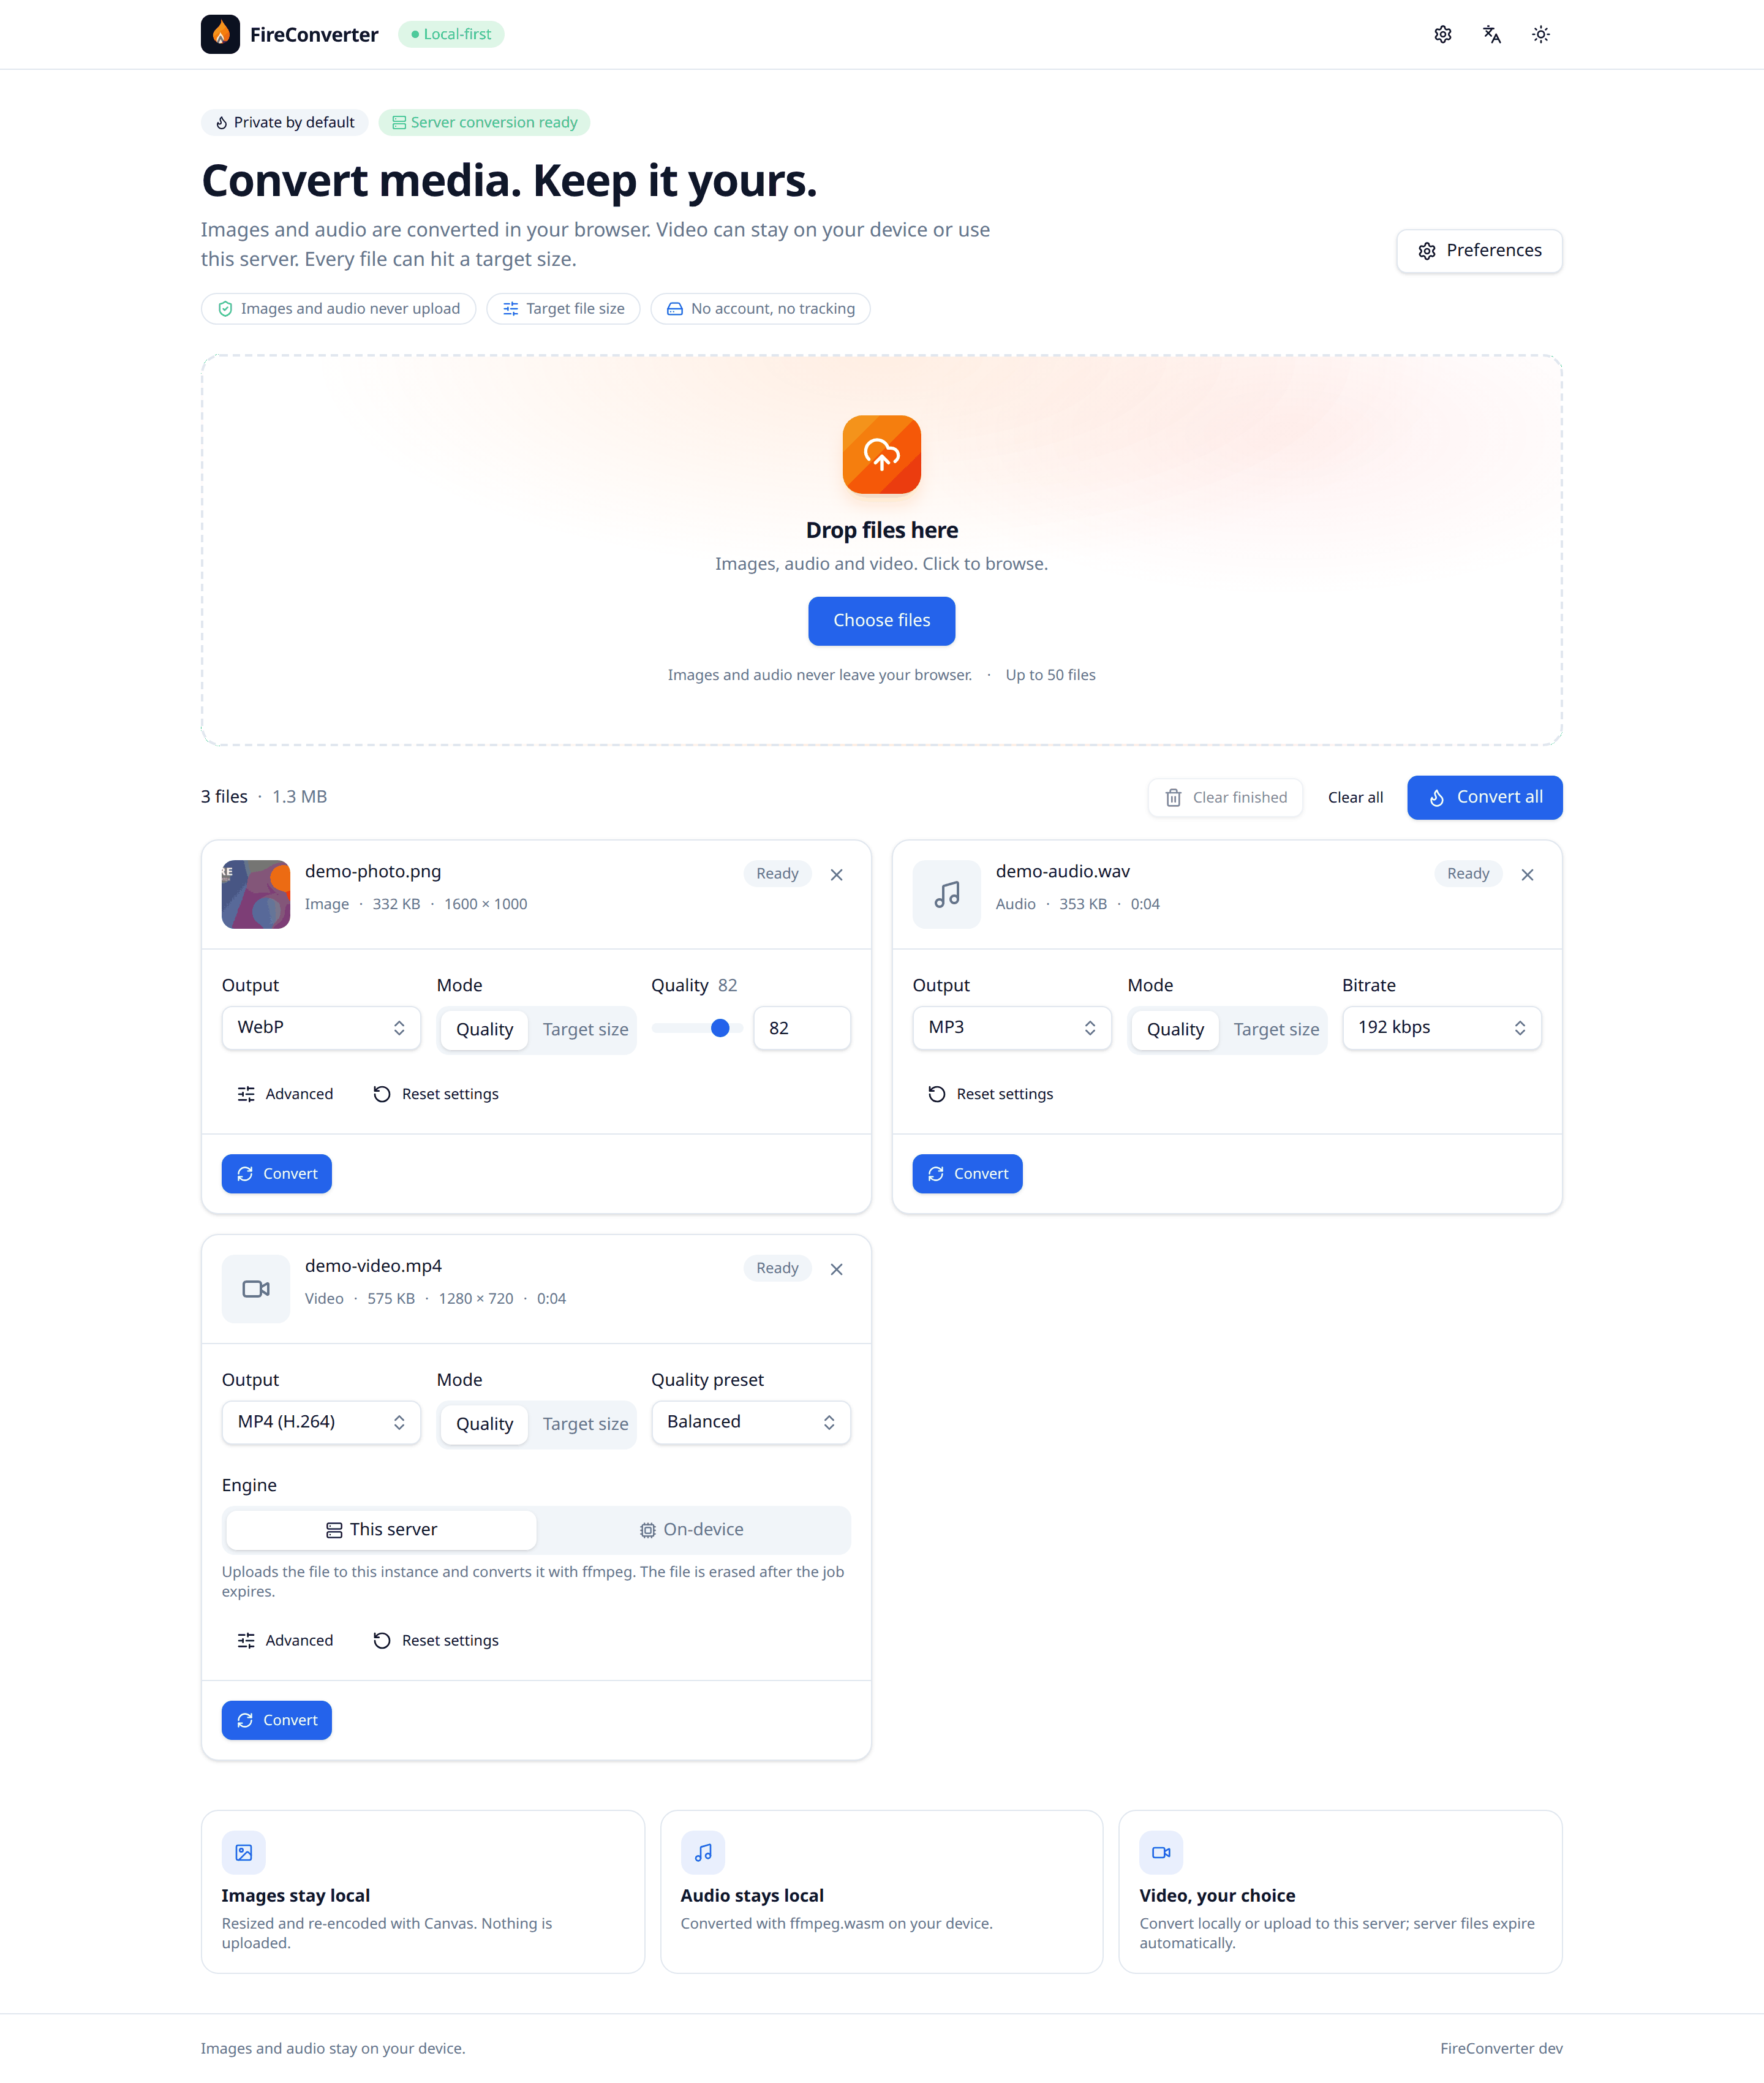 FireConverter
Local-first
Private by default
Server conversion ready
Convert media. Keep it yours.
Images and audio are converted in your browser. Video can stay on your device or use
this server. Every file can hit a target size.
Preferences
Images and audio never upload
Target file size
No account, no tracking
Drop files here
Images, audio and video. Click to browse.
Choose files
Images and audio never leave your browser. · Up to 50 files
3 files · 1.3 MB
Clear finished
Clear all
Convert all
RE
demo-photo.png
Ready
Image · 332 KB · 1600 × 1000
Output
Mode
Quality 82
WebP
Quality
Target size
82
Advanced
Reset settings
Convert
demo-audio.wav
Ready
Audio · 353 KB · 0:04
Output
Mode
Bitrate
MP3
Quality
Target size
192 kbps
Reset settings
Convert
demo-video.mp4
Ready
Video · 575 KB · 1280 × 720 · 0:04
Output
Mode
Quality preset
MP4 (H.264)
Quality
Target size
Balanced
Engine
This server
On-device
Uploads the file to this instance and converts it with ffmpeg. The file is erased after the job
expires.
Advanced
Reset settings
Convert
Images stay local
Resized and re-encoded with Canvas. Nothing is
uploaded.
Audio stays local
Converted with ffmpeg.wasm on your device.
Video, your choice
Convert locally or upload to this server; server files expire
automatically.
Images and audio stay on your device.
FireConverter dev